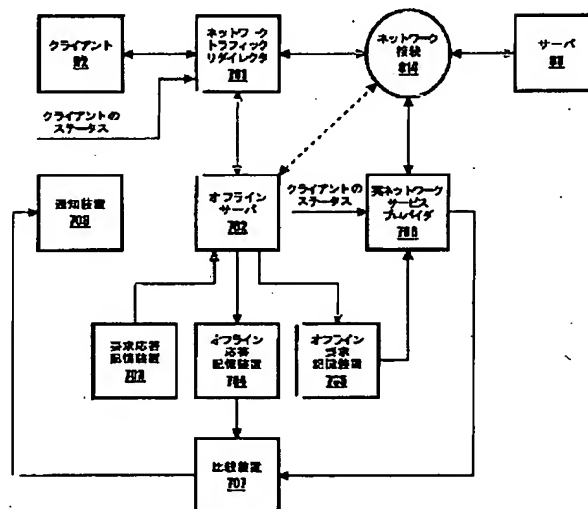 クライアント
ネットワーク
トラフィック
リダイレクタ
701
ネットワーク
接続
サーバ
クライアントの
ステータス
通知装置
オフライン
サーバ
702
クライアントの
ステータス
実ネットワーク
サービス
プロバイダ
要求応答
記憶装置
703
オフライン
応答
記憶装置
704
オフライン
要求
記憶装置
705
比較装置
707